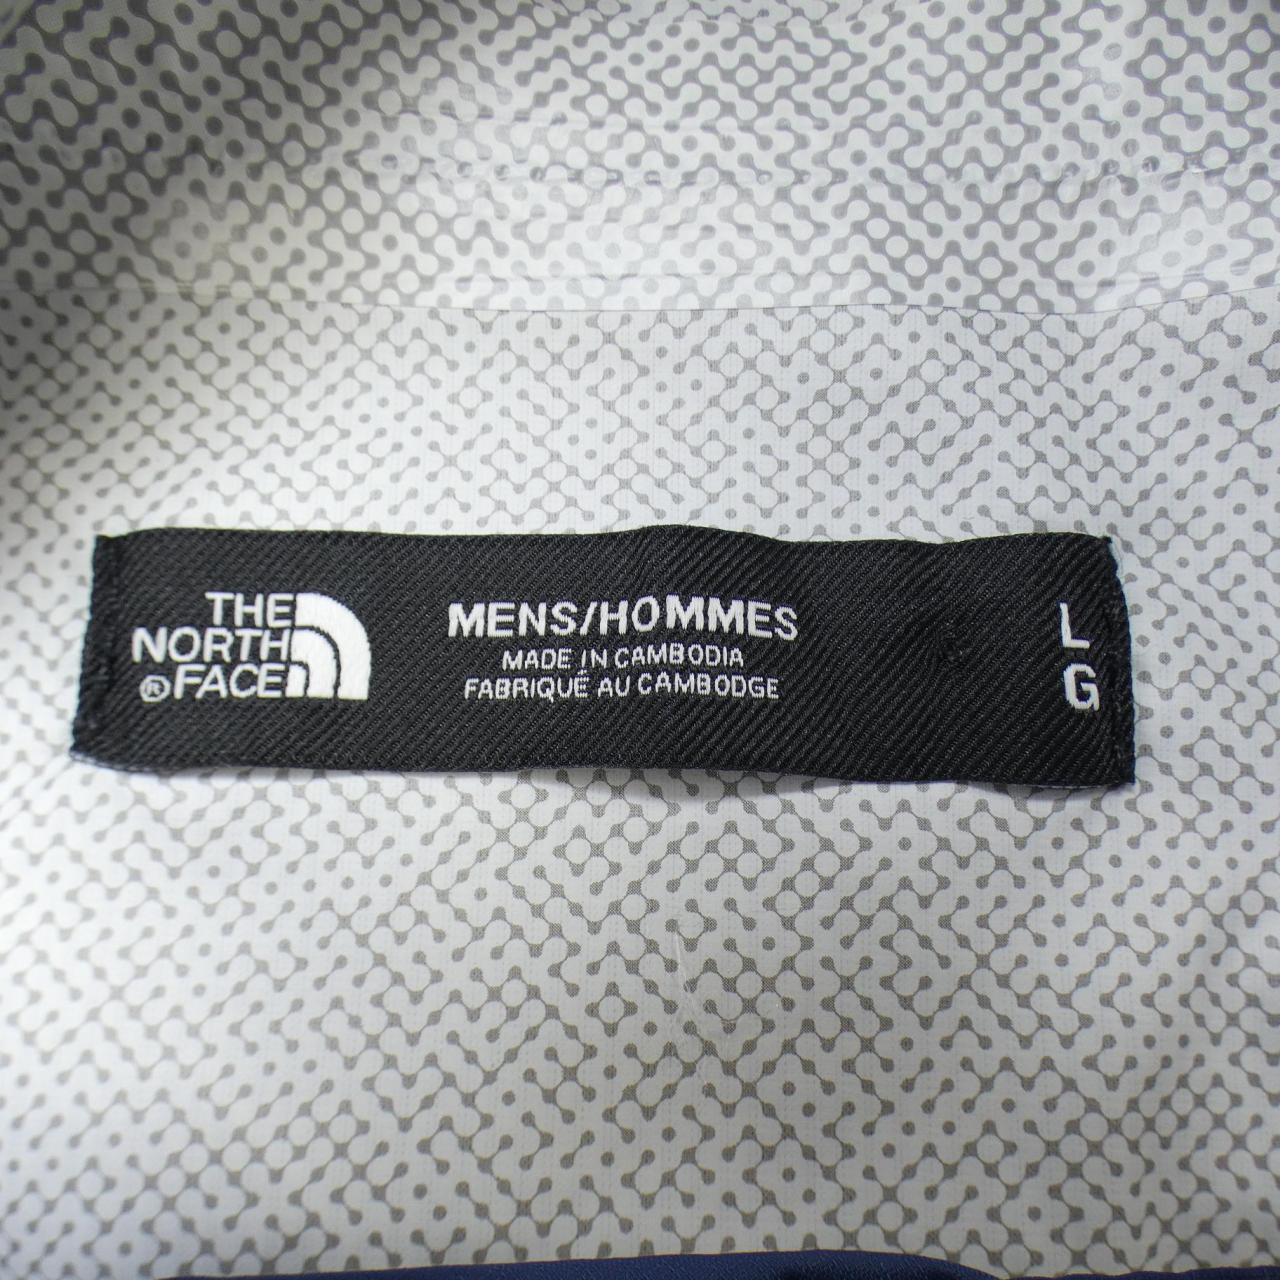 THE
NORTH
®FACE
MENS/HOMMES
MADE IN CAMBODIA
FABRIQUÉ AU CAMBODGE
L
G